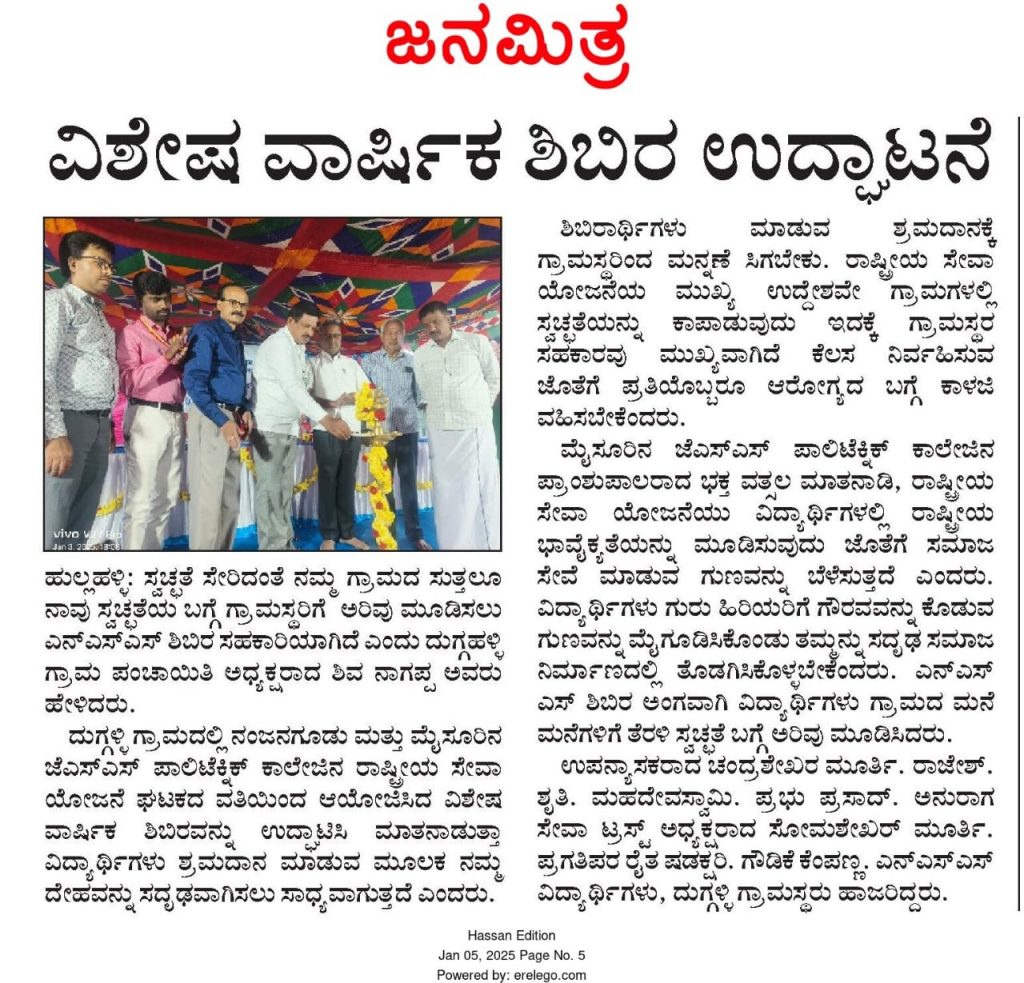 ಜನಮಿತ್ರ
ವಿಶೇಷ ವಾರ್ಷಿಕ ಶಿಬಿರ ಉದ್ಘಾಟನೆ
vivo
Jan 3, 2025, 13:08
ಹುಲ್ಲಹಳ್ಳಿ: ಸ್ವಚ್ಛತೆ ಸೇರಿದಂತೆ ನಮ್ಮ ಗ್ರಾಮದ ಸುತ್ತಲೂ
ನಾವು ಸ್ವಚ್ಛತೆಯ ಬಗ್ಗೆ ಗ್ರಾಮಸ್ಥರಿಗೆ ಅರಿವು ಮೂಡಿಸಲು
ಎನ್ಎಸ್ಎಸ್ ಶಿಬಿರ ಸಹಕಾರಿಯಾಗಿದೆ ಎಂದು ದುಗ್ಗಹಳ್ಳಿ
ಗ್ರಾಮ ಪಂಚಾಯಿತಿ ಅಧ್ಯಕ್ಷರಾದ ಶಿವ ನಾಗಪ್ಪ ಅವರು
ಹೇಳಿದರು.
ದುಗ್ಗಳ್ಳಿ ಗ್ರಾಮದಲ್ಲಿ ನಂಜನಗೂಡು ಮತ್ತು ಮೈಸೂರಿನ
ಜೆಎಸ್ಎಸ್ ಪಾಲಿಟೆಕ್ನಿಕ್ ಕಾಲೇಜಿನ ರಾಷ್ಟ್ರೀಯ ಸೇವಾ
ಯೋಜನೆ ಘಟಕದ ವತಿಯಿಂದ ಆಯೋಜಿಸಿದ ವಿಶೇಷ
ವಾರ್ಷಿಕ ಶಿಬಿರವನ್ನು ಉದ್ಘಾಟಿಸಿ ಮಾತನಾಡುತ್ತಾ
ವಿದ್ಯಾರ್ಥಿಗಳು ಶ್ರಮದಾನ ಮಾಡುವ ಮೂಲಕ ನಮ್ಮ
ದೇಹವನ್ನು ಸದೃಢವಾಗಿಸಲು ಸಾಧ್ಯವಾಗುತ್ತದೆ ಎಂದರು.
ಶಿಬಿರಾರ್ಥಿಗಳು ಮಾಡುವ ಶ್ರಮದಾನಕ್ಕೆ
ಗ್ರಾಮಸ್ಥರಿಂದ ಮನ್ನಣೆ ಸಿಗಬೇಕು. ರಾಷ್ಟ್ರೀಯ ಸೇವಾ
ಯೋಜನೆಯ ಮುಖ್ಯ ಉದ್ದೇಶವೇ ಗ್ರಾಮಗಳಲ್ಲಿ
ಸ್ವಚ್ಛತೆಯನ್ನು ಕಾಪಾಡುವುದು ಇದಕ್ಕೆ ಗ್ರಾಮಸ್ಥರ
ಸಹಕಾರವು ಮುಖ್ಯವಾಗಿದೆ ಕೆಲಸ ನಿರ್ವಹಿಸುವ
ಜೊತೆಗೆ ಪ್ರತಿಯೊಬ್ಬರೂ ಆರೋಗ್ಯದ ಬಗ್ಗೆ ಕಾಳಜಿ
ವಹಿಸಬೇಕೆಂದರು.
ಮೈಸೂರಿನ ಜೆಎಸ್ಎಸ್ ಪಾಲಿಟೆಕ್ನಿಕ್ ಕಾಲೇಜಿನ
ಪ್ರಾಂಶುಪಾಲರಾದ ಭಕ್ತ ವತ್ಸಲ ಮಾತನಾಡಿ, ರಾಷ್ಟ್ರೀಯ
ಸೇವಾ ಯೋಜನೆಯು ವಿದ್ಯಾರ್ಥಿಗಳಲ್ಲಿ ರಾಷ್ಟ್ರೀಯ
ಭಾವೈಕ್ಯತೆಯನ್ನು ಮೂಡಿಸುವುದು ಜೊತೆಗೆ ಸಮಾಜ
ಸೇವೆ ಮಾಡುವ ಗುಣವನ್ನು ಬೆಳೆಸುತ್ತದೆ ಎಂದರು.
ವಿದ್ಯಾರ್ಥಿಗಳು ಗುರು ಹಿರಿಯರಿಗೆ ಗೌರವವನ್ನು ಕೊಡುವ
ಗುಣವನ್ನು ಮೈಗೂಡಿಸಿಕೊಂಡು ತಮ್ಮನ್ನು ಸದೃಢ ಸಮಾಜ
ನಿರ್ಮಾಣದಲ್ಲಿ ತೊಡಗಿಸಿಕೊಳ್ಳಬೇಕೆಂದರು. ಎನ್ಎಸ್
ಎಸ್ ಶಿಬಿರ ಅಂಗವಾಗಿ ವಿದ್ಯಾರ್ಥಿಗಳು ಗ್ರಾಮದ ಮನೆ
ಮನೆಗಳಿಗೆ ತೆರಳಿ ಸ್ವಚ್ಛತೆ ಬಗ್ಗೆ ಅರಿವು ಮೂಡಿಸಿದರು.
ಉಪನ್ಯಾಸಕರಾದ ಚಂದ್ರಶೇಖರ ಮೂರ್ತಿ. ರಾಜೇಶ್.
ಶೃತಿ. ಮಹದೇವಸ್ವಾಮಿ. ಪ್ರಭು ಪ್ರಸಾದ್. ಅನುರಾಗ
ಸೇವಾ ಟ್ರಸ್ಟ್ ಅಧ್ಯಕ್ಷರಾದ ಸೋಮಶೇಖರ್ ಮೂರ್ತಿ.
ಪ್ರಗತಿಪರ ರೈತ ಷಡಕ್ಷರಿ. ಗೌಡಿಕೆ ಕೆಂಪಣ್ಣ. ಎನ್ಎಸ್ಎಸ್
ವಿದ್ಯಾರ್ಥಿಗಳು, ದುಗ್ಗಳ್ಳಿ ಗ್ರಾಮಸ್ಥರು ಹಾಜರಿದ್ದರು.
Hassan Edition
Jan 05, 2025 Page No. 5
Powered by: erelego.com